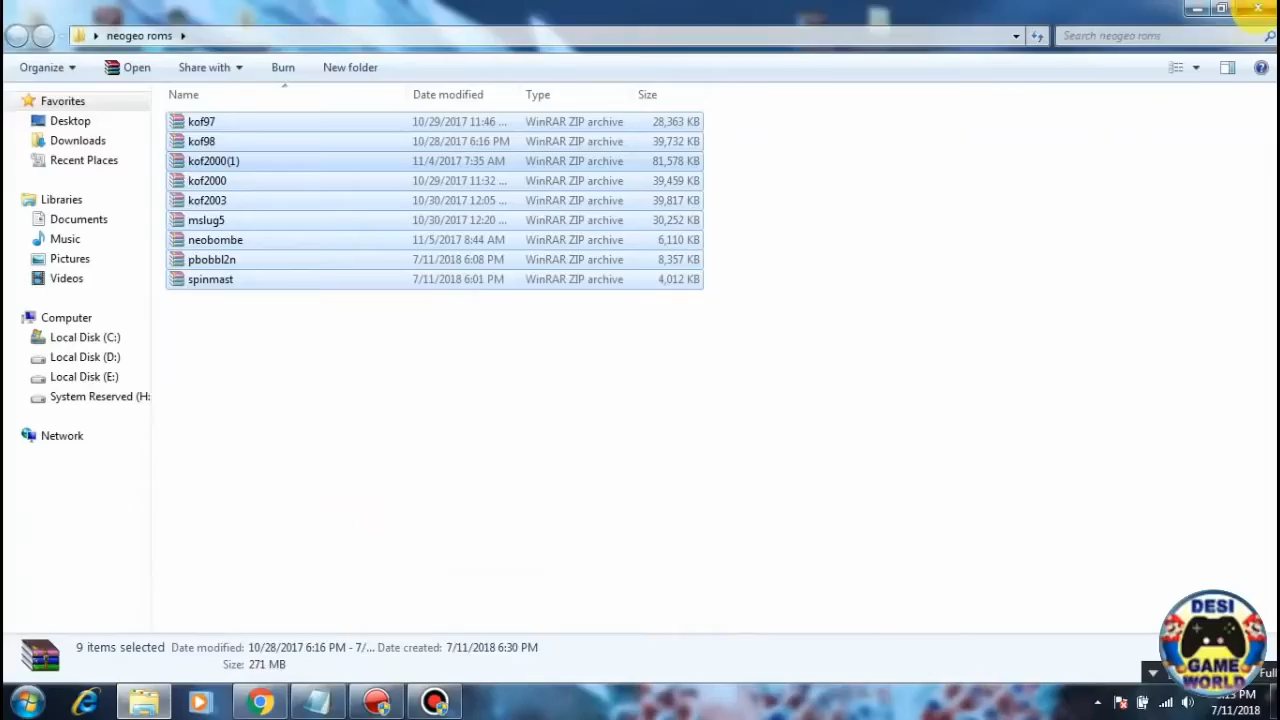 neogeo roms
Search neogeo roms
Organize Open Share with Burn New folder
Favorites
Desktop
Downloads
Recent Places
Libraries
Documents
Music
Pictures
Videos
Computer
Local Disk (C:)
Local Disk (D:)
Local Disk (E:)
System Reserved (H:
Network
Name Date modified Type Size
kof97 10/29/2017 11:46 ... WinRAR ZIP archive 28,363 KB
kof98 10/28/2017 6:16 PM WinRAR ZIP archive 39,732 KB
kof2000(1) 11/4/2017 7:35 AM WinRAR ZIP archive 81,578 KB
kof2000 10/29/2017 11:32 ... WinRAR ZIP archive 39,459 KB
kof2003 10/30/2017 12:05 ... WinRAR ZIP archive 39,817 KB
mslug5 10/30/2017 12:20 ... WinRAR ZIP archive 30,252 KB
neobombe 11/5/2017 8:44 AM WinRAR ZIP archive 6,110 KB
pbobbl2n 7/11/2018 6:08 PM WinRAR ZIP archive 8,357 KB
spinmast 7/11/2018 6:01 PM WinRAR ZIP archive 4,012 KB
9 items selected Date modified: 10/28/2017 6:16 PM - 7/... Date created: 7/11/2018 6:30 PM
Size: 271 MB
DESI
GAME
WORLD
Full
PM
7/11/2018